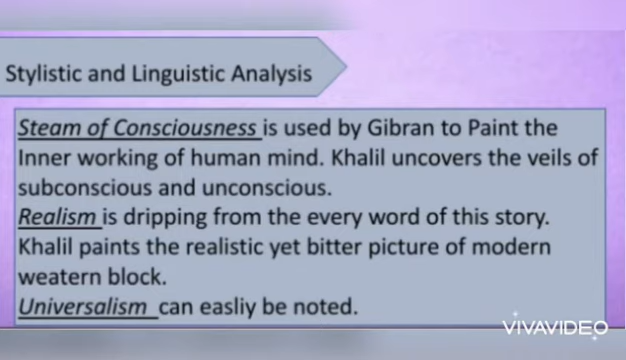 Stylistic and Linguistic Analysis
Steam of Consciousness is used by Gibran to Paint the
Inner working of human mind. Khalil uncovers the veils of
subconscious and unconscious.
Realism is dripping from the every word of this story.
Khalil paints the realistic yet bitter picture of modern
weatern block.
Universalism can easliy be noted.
VIVAVIDEO